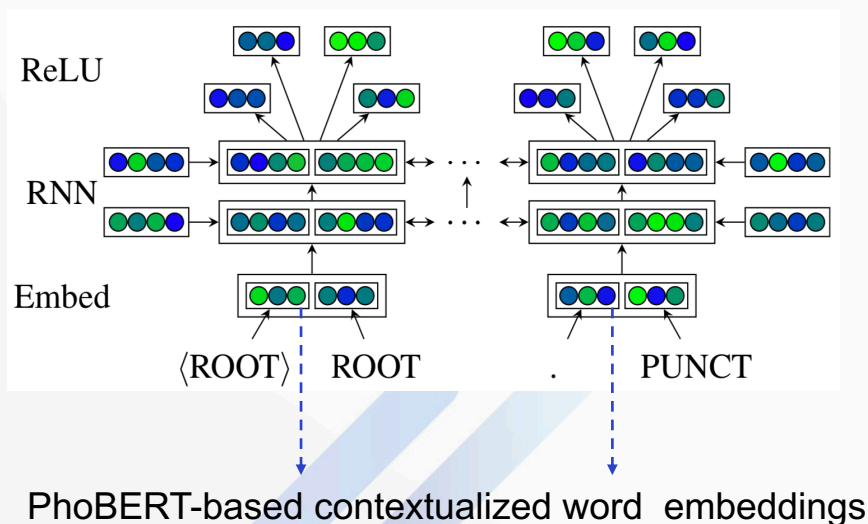 ReLU
. . .
RNN
. . .
Embed
⟨ROOT⟩ ROOT . PUNCT
PhoBERT-based contextualized word embeddings